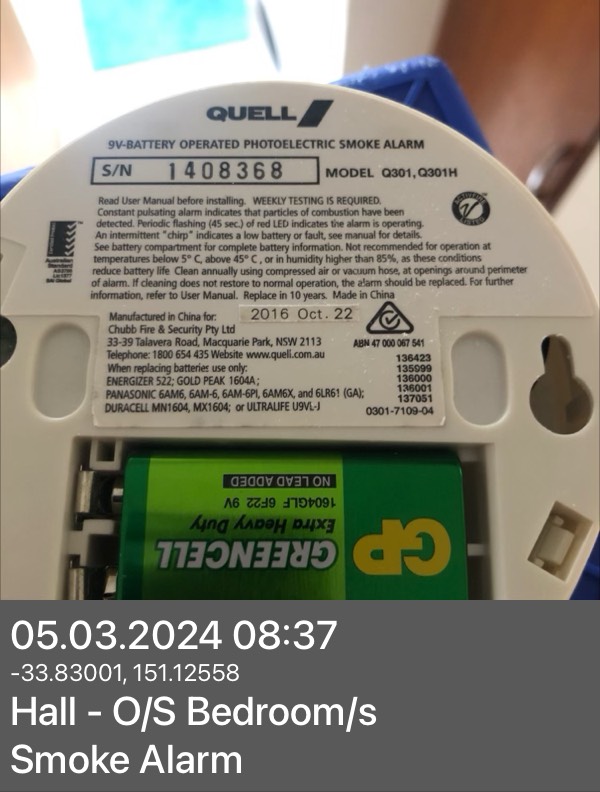 QUELL
9V-BATTERY OPERATED PHOTOELECTRIC SMOKE ALARM
S/N 1408368 MODEL Q301, Q301H
Read User Manual before installing. WEEKLY TESTING IS REQUIRED.
Constant pulsating alarm indicates that particles of combustion have been
detected. Periodic flashing (45 sec.) of red LED indicates the alarm is operating.
An intermittent "chirp" indicates a low battery or fault, see manual for details.
See battery compartment for complete battery information. Not recommended for operation at
temperatures below 5° C, above 45° C, or in humidity higher than 85%, as these conditions
reduce battery life. Clean annually using compressed air or vacuum hose, at openings around perimeter
of alarm. If cleaning does not restore to normal operation, the alarm should be replaced. For further
information, refer to User Manual. Replace in 10 years. Made in China
Australian
Standard
Manufactured in China for: 2016 Oct. 22
Chubb Fire & Security Pty Ltd
33-39 Talavera Road, Macquarie Park, NSW 2113
Telephone: 1800 654 435 Website www.quell.com.au
ABN 47 000 067 541
When replacing batteries use only:
ENERGIZER 522; GOLD PEAK 1604A;
PANASONIC 6AM6, 6AM-6, 6AM-6PI, 6AM6X, and 6LR61 (GA);
DURACELL MN1604, MX1604; or ULTRALIFE U9VL-J
136423
135999
136000
136001
137051
0301-7109-04
GP GREENCELL
Extra Heavy Duty
1604GLF 6F22 9V
NO LEAD ADDED
05.03.2024 08:37
-33.83001, 151.12558
Hall - O/S Bedroom/s
Smoke Alarm